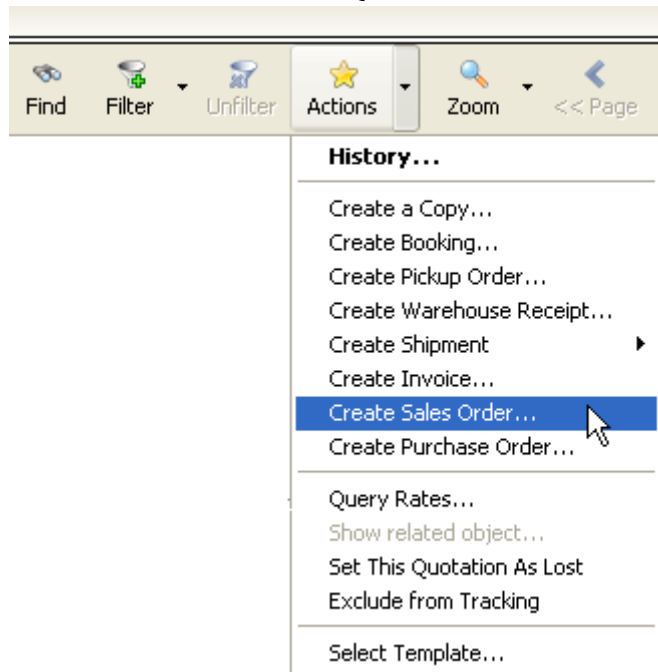 Find Filter Unfilter Actions Zoom << Page
History...
Create a Copy...
Create Booking...
Create Pickup Order...
Create Warehouse Receipt...
Create Shipment
Create Invoice...
Create Sales Order...
Create Purchase Order...
Query Rates...
Show related object...
Set This Quotation As Lost
Exclude from Tracking
Select Template...